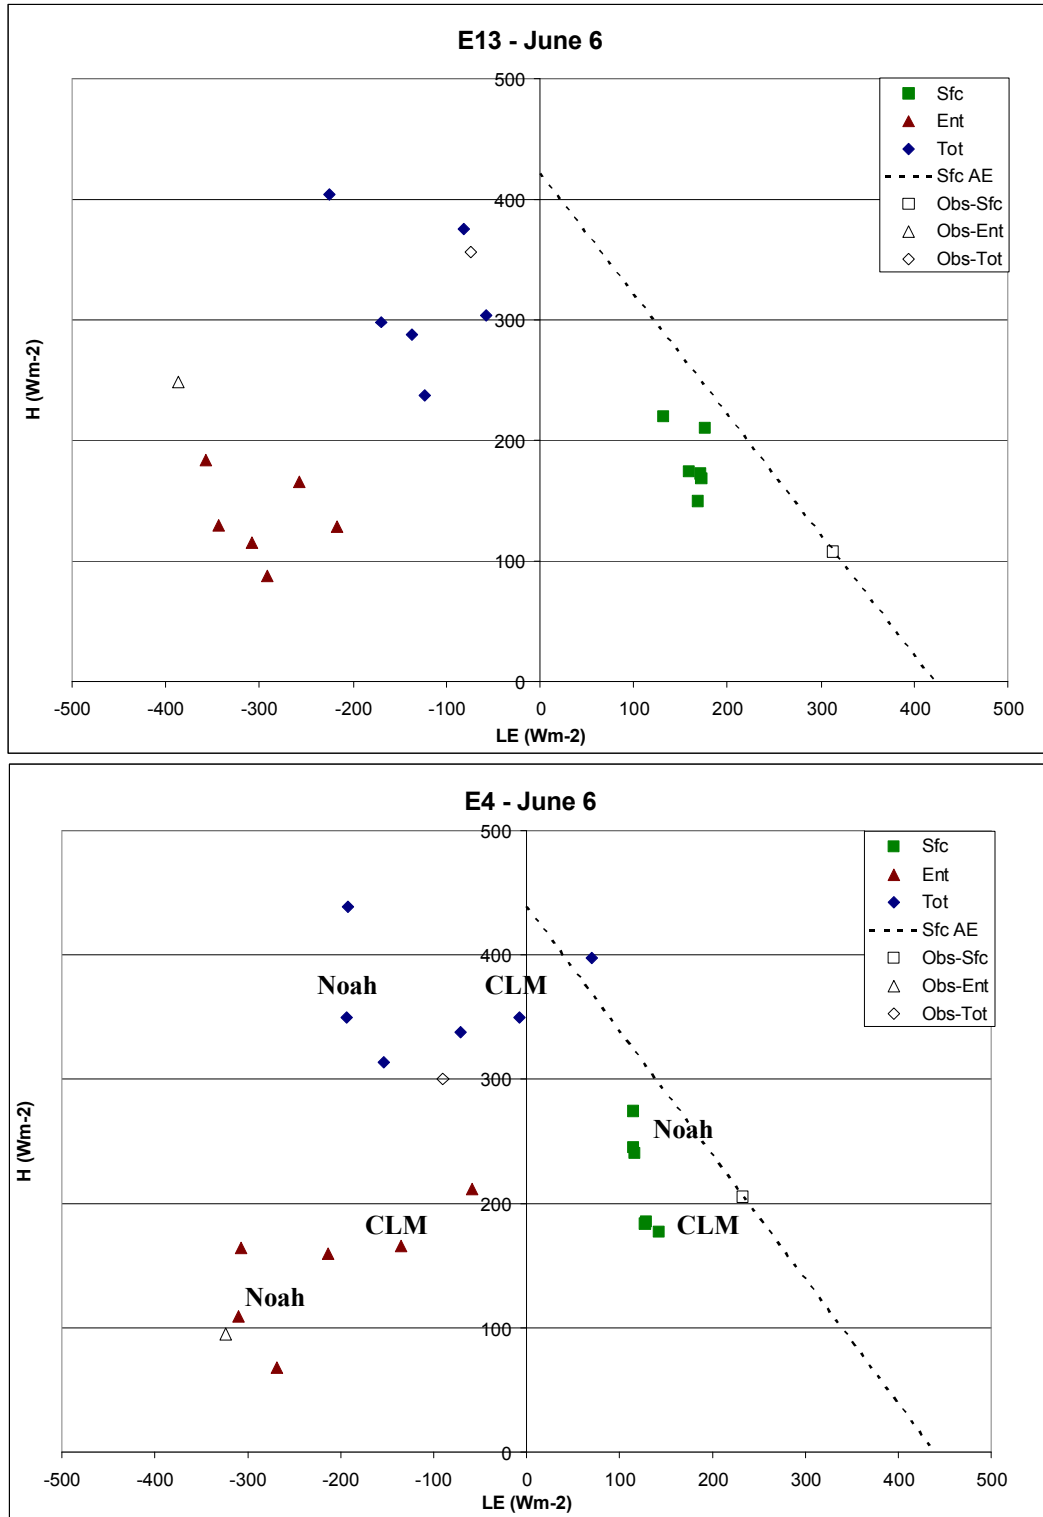 E13 - June 6
500
400
300
200
100
0
-500 -400 -300 -200 -100 0 100 200 300 400 500
LE (Wm-2)
H (Wm-2)
Sfc
Ent
Tot
Sfc AE
Obs-Sfc
Obs-Ent
Obs-Tot
E4 - June 6
500
400
300
200
100
0
-500 -400 -300 -200 -100 0 100 200 300 400 500
LE (Wm-2)
H (Wm-2)
Sfc
Ent
Tot
Sfc AE
Obs-Sfc
Obs-Ent
Obs-Tot
Noah CLM
Noah
CLM CLM
Noah